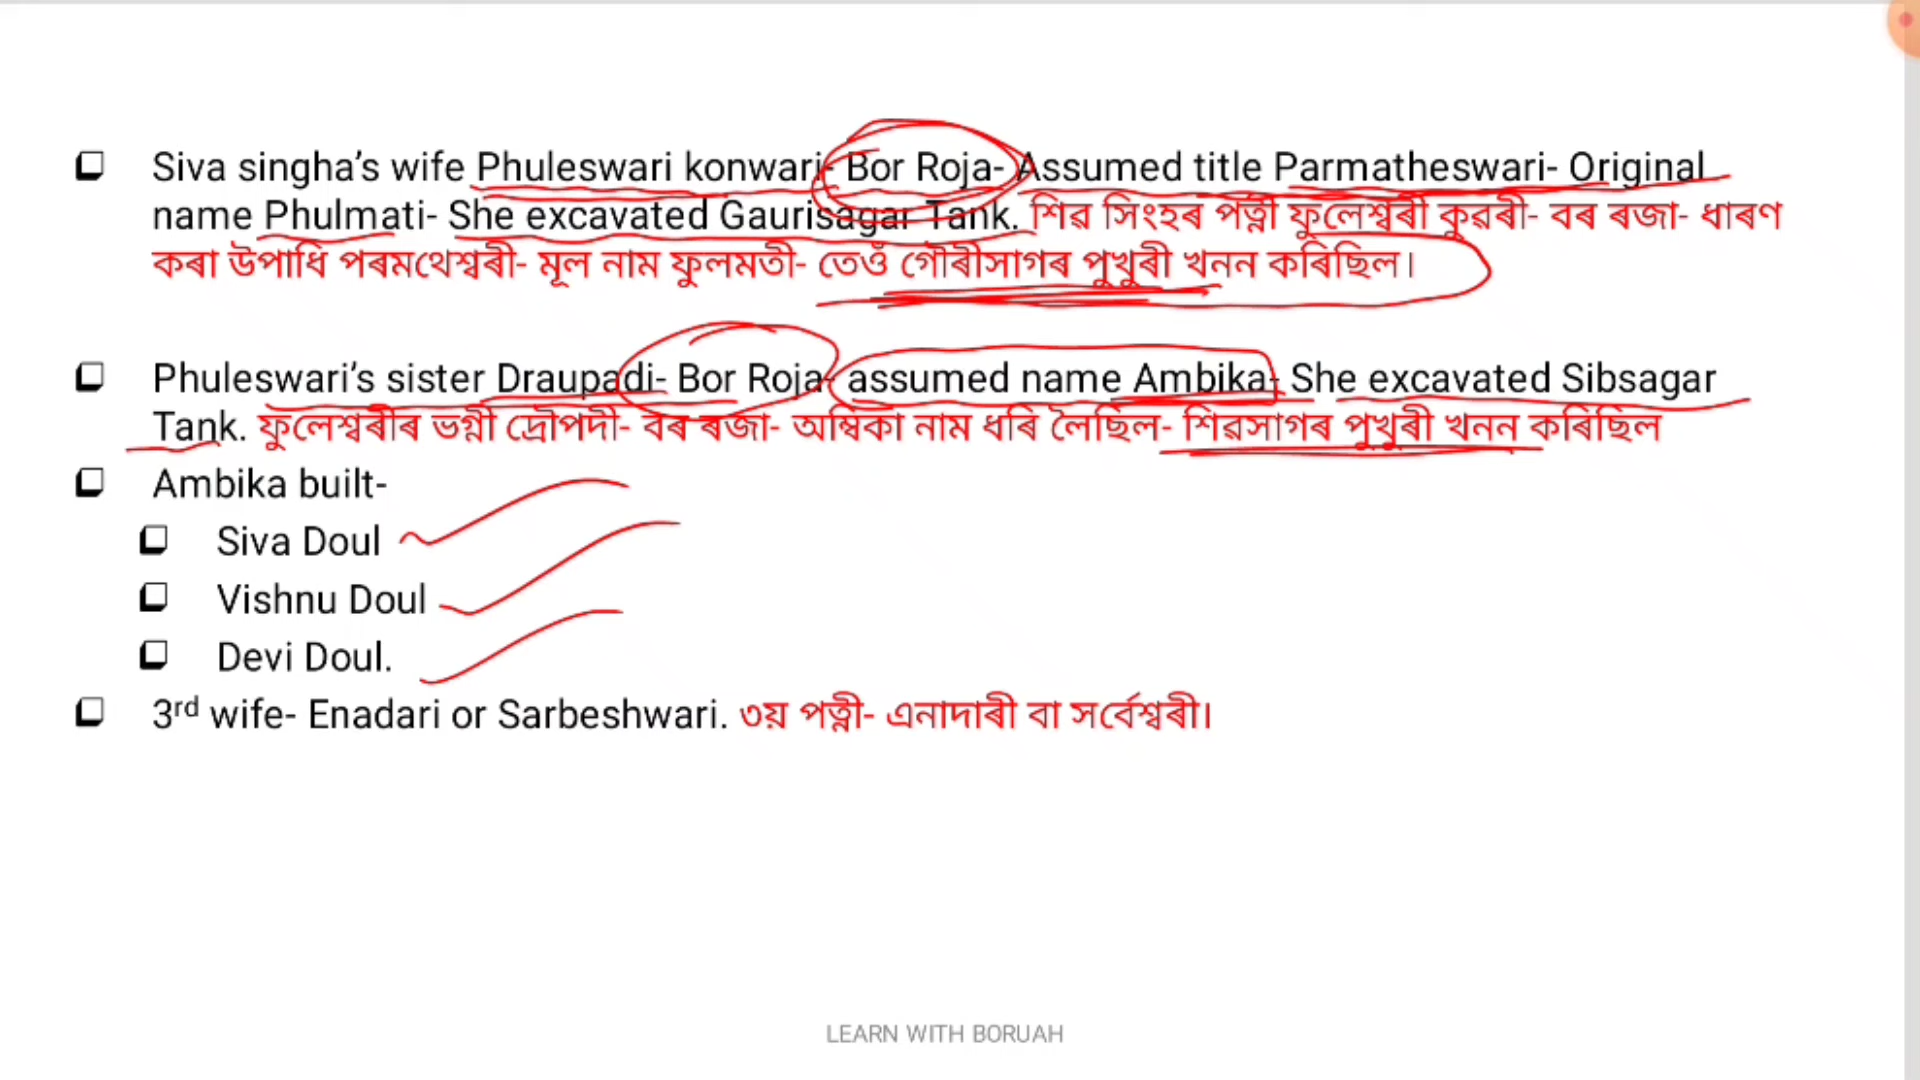 Siva singha’s wife Phuleswari konwari- Bor Roja- Assumed title Parmatheswari- Original
name Phulmati- She excavated Gaurisagar Tank. শিৱ সিংহৰ পত্নী ফুলেশ্বৰী কুৱৰী- বৰ ৰজা- ধাৰণ
কৰা উপাধি পৰমথেশ্বৰী- মূল নাম ফুলমতী- তেওঁ গৌৰীসাগৰ পুখুৰী খনন কৰিছিল।
Phuleswari’s sister Draupadi- Bor Roja- assumed name Ambika- She excavated Sibsagar
Tank. ফুলেশ্বৰীৰ ভগ্নী দ্ৰৌপদী- বৰ ৰজা- অম্বিকা নাম ধৰি লৈছিল- শিৱসাগৰ পুখুৰী খনন কৰিছিল
Ambika built-
Siva Doul
Vishnu Doul
Devi Doul.
3rd wife- Enadari or Sarbeshwari. ৩য় পত্নী- এনাদাৰী বা সৰ্বেশ্বৰী।
LEARN WITH BORUAH